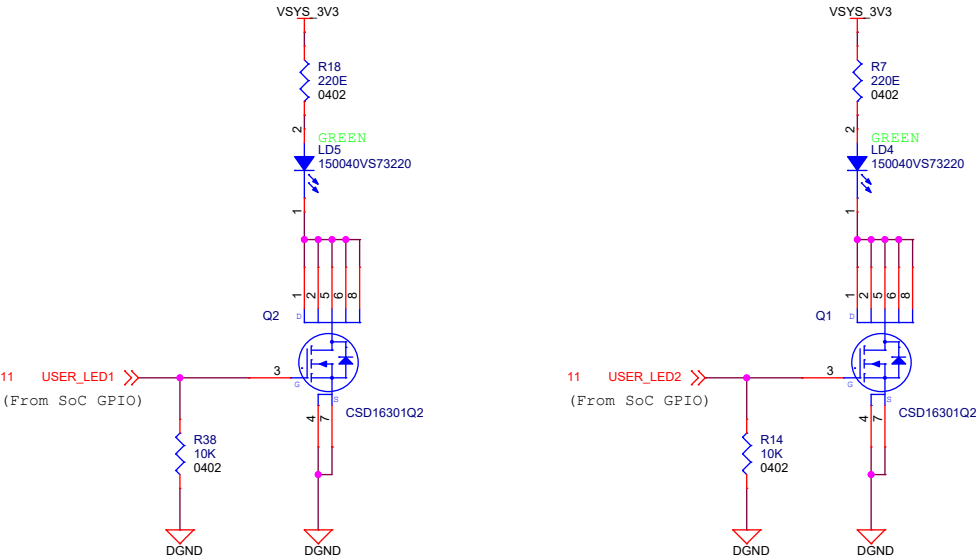 VSYS_3V3
R18
220E
0402
2
GREEN
LD5
150040VS73220
1
1 2 5 6 8
Q2
D
11 USER_LED1
(From SoC GPIO)
3
G
S
CSD16301Q2
4 7
R38
10K
0402
DGND
DGND
VSYS_3V3
R7
220E
0402
2
GREEN
LD4
150040VS73220
1
1 2 5 6 8
Q1
D
11 USER_LED2
(From SoC GPIO)
3
G
S
CSD16301Q2
4 7
R14
10K
0402
DGND
DGND